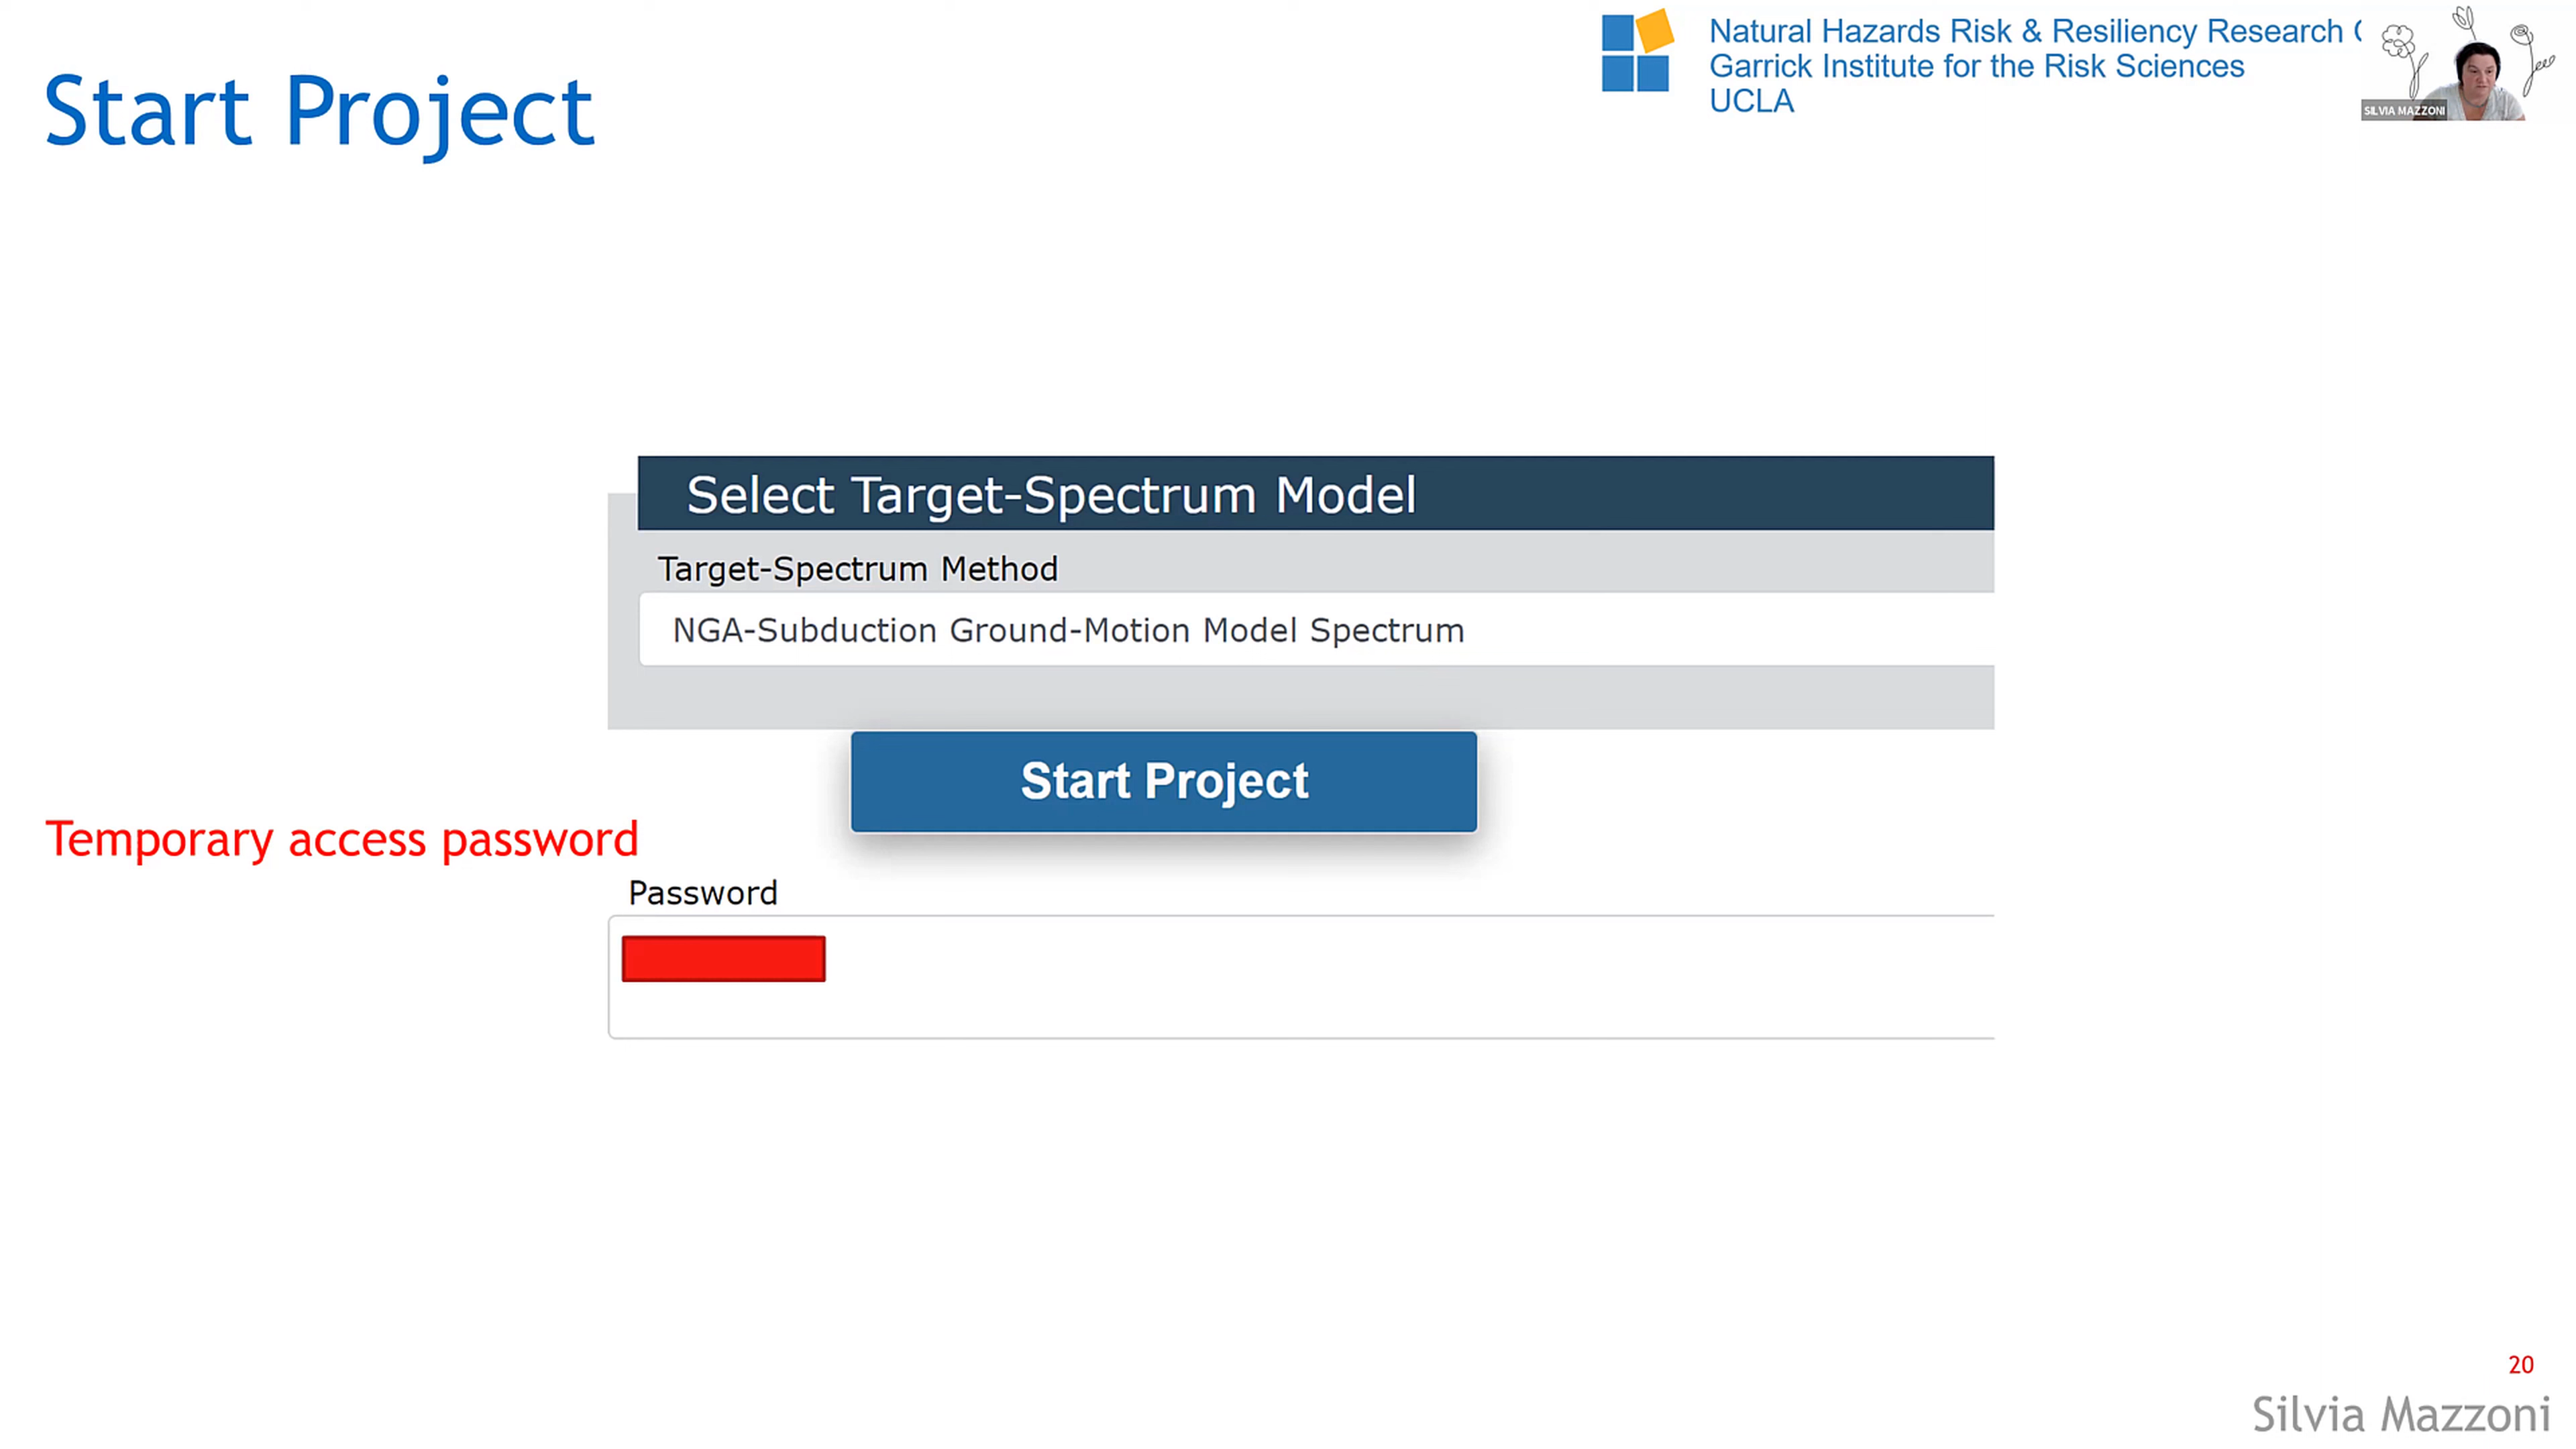 Start Project
Natural Hazards Risk & Resiliency Research
Garrick Institute for the Risk Sciences
UCLA
SILVIA MAZZONI
Select Target-Spectrum Model
Target-Spectrum Method
NGA-Subduction Ground-Motion Model Spectrum
Start Project
Temporary access password
Password
20
Silvia Mazzoni